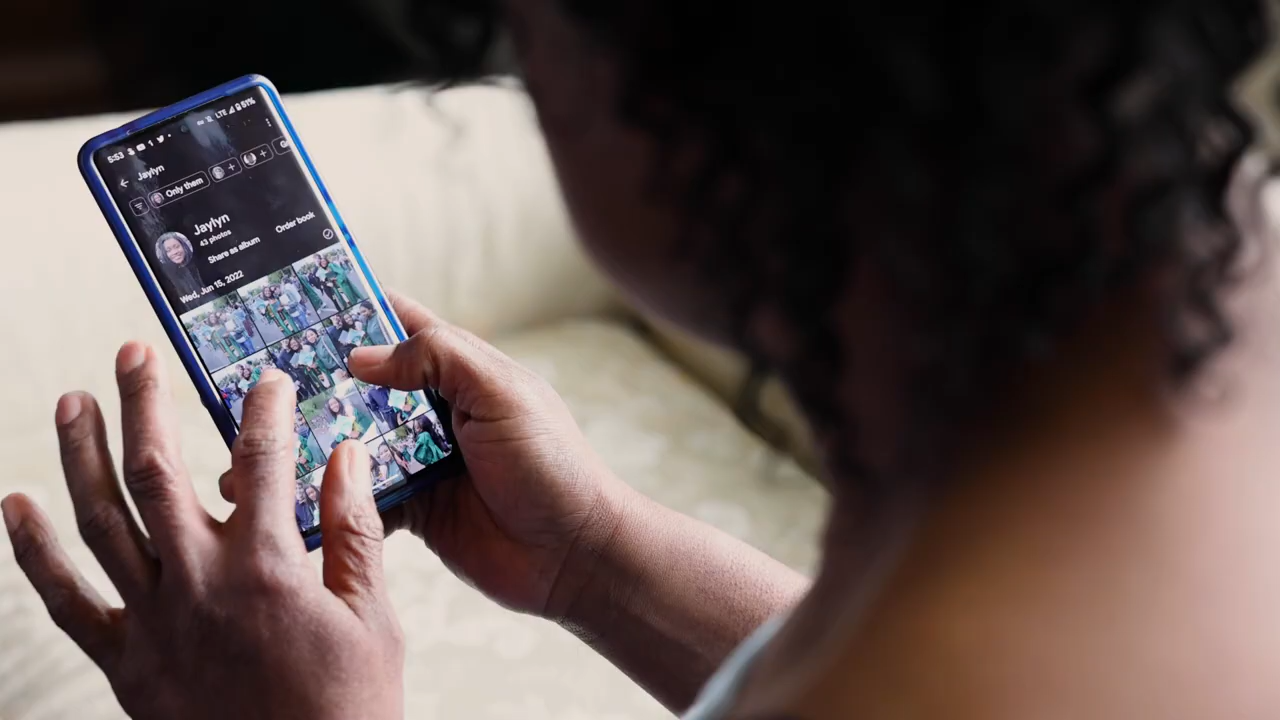 5:53 LTE 51%
Jaylyn
Only them + +
Jaylyn
43 photos
Share as album Order book
Wed, Jun 15, 2022